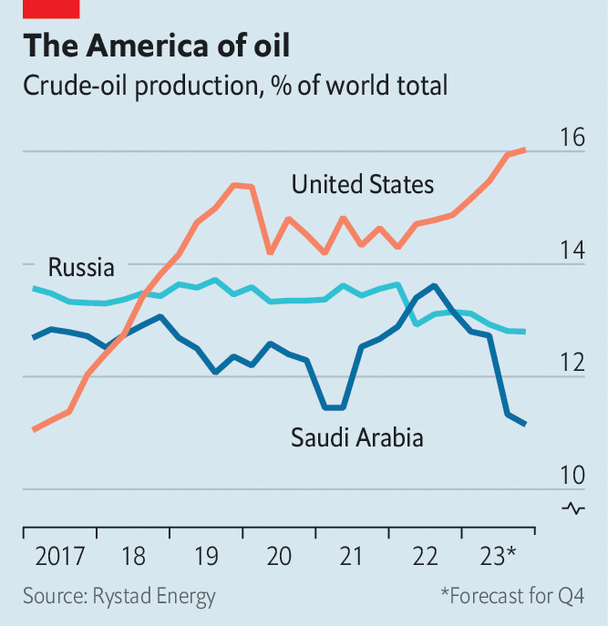 The America of oil
Crude-oil production, % of world total
16
United States
14
Russia
12
Saudi Arabia
10
2017 18 19 20 21 22 23*
Source: Rystad Energy *Forecast for Q4